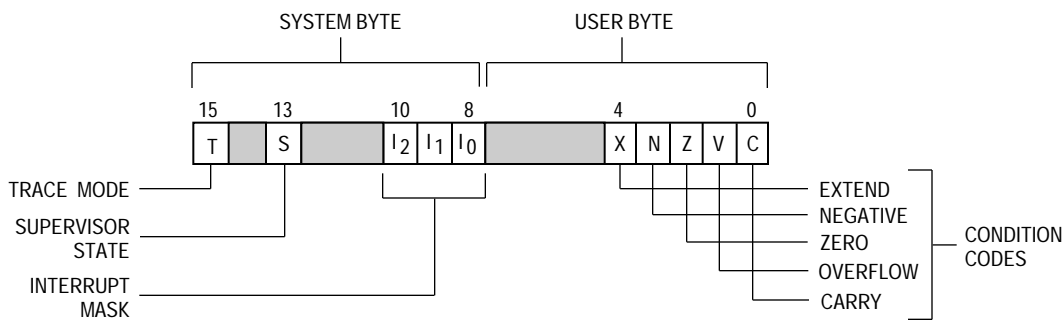 SYSTEM BYTE USER BYTE
15 13 10 8 4 0
T S I2 I1 I0 X N Z V C
TRACE MODE
SUPERVISOR
STATE
INTERRUPT
MASK
EXTEND
NEGATIVE
ZERO
OVERFLOW
CARRY
CONDITION
CODES